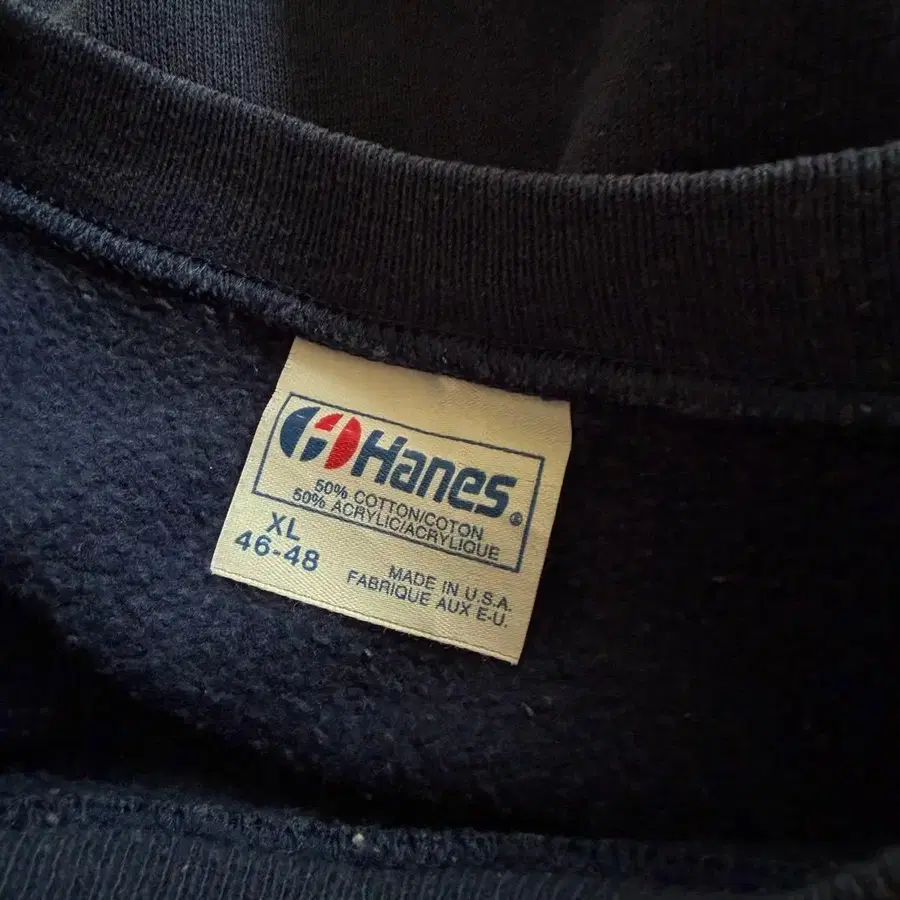 Hanes®
50% COTTON/COTON
50% ACRYLIC/ACRYLIQUE
XL
46-48
MADE IN U.S.A.
FABRIQUE AUX E-U.